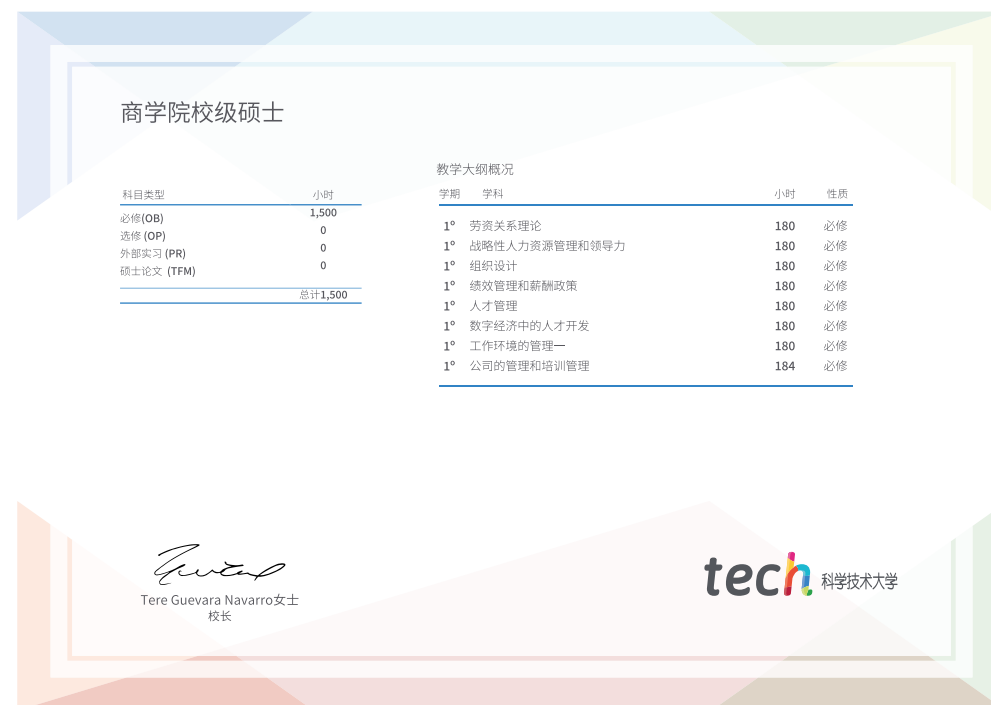 商学院校级硕士
科目类型 小时
必修(OB) 1,500
选修 (OP) 0
外部实习 (PR) 0
硕士论文 (TFM) 0
总计1,500
教学大纲概况
学期 学科 小时 性质
1º 劳资关系理论 180 必修
1º 战略性人力资源管理和领导力 180 必修
1º 组织设计 180 必修
1º 绩效管理和薪酬政策 180 必修
1º 人才管理 180 必修
1º 数字经济中的人才开发 180 必修
1º 工作环境的管理一 180 必修
1º 公司的管理和培训管理 184 必修
Tere Guevara Navarro女士
校长
tech 科学技术大学